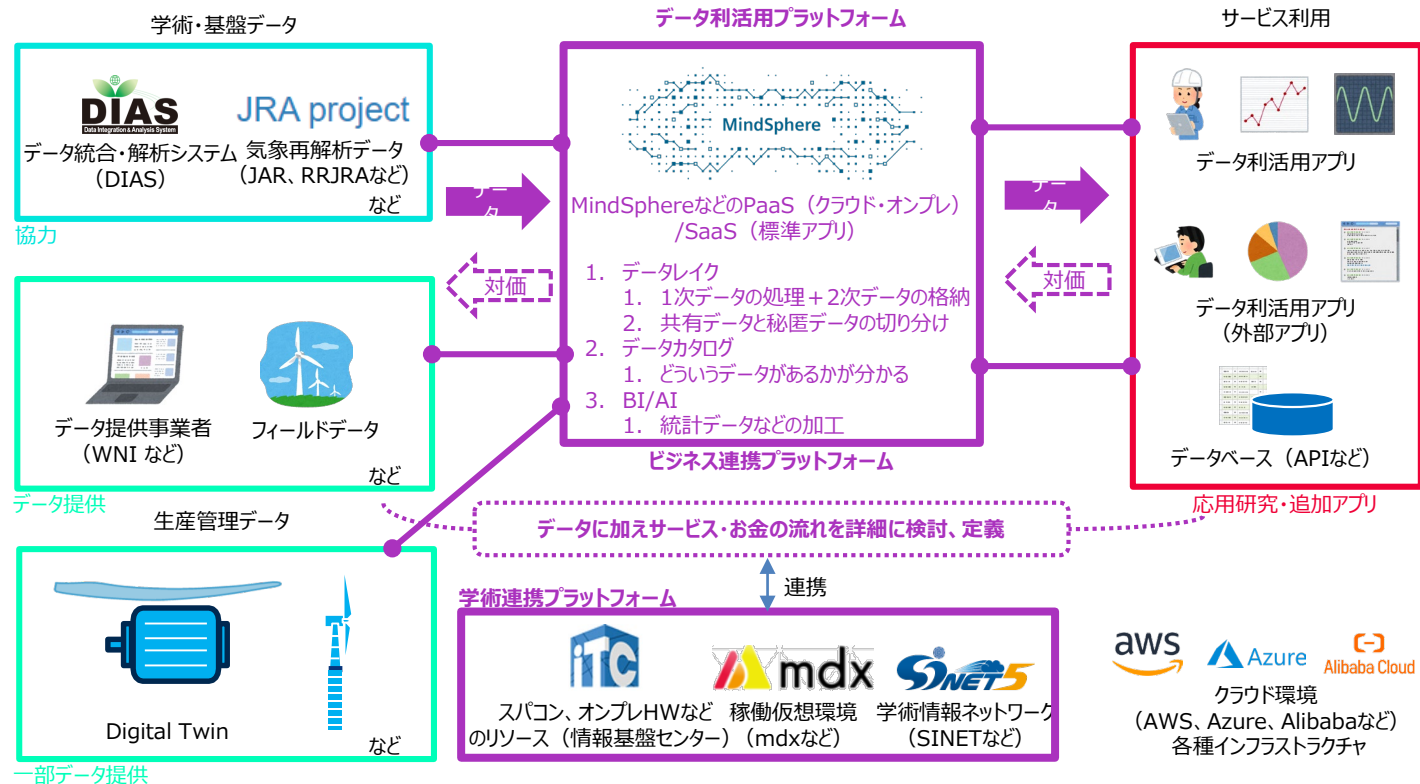 学術・基盤データ
DIAS
Data Integration & Analysis System
データ統合・解析システム
（DIAS）
JRA project
気象再解析データ
（JAR、RRJRAなど）
など
協力
データ提供事業者
（WNI など）
フィールドデータ
など
データ提供
生産管理データ
Digital Twin
など
一部データ提供
データ
対価
データ利活用プラットフォーム
MindSphere
MindSphereなどのPaaS（クラウド・オンプレ）
/SaaS（標準アプリ）
1. データレイク
1. 1次データの処理＋2次データの格納
2. 共有データと秘匿データの切り分け
2. データカタログ
1. どういうデータがあるかが分かる
3. BI/AI
1. 統計データなどの加工
ビジネス連携プラットフォーム
データ
対価
サービス利用
データ利活用アプリ
データ利活用アプリ
（外部アプリ）
データベース（APIなど）
応用研究・追加アプリ
データに加えサービス・お金の流れを詳細に検討、定義
連携
学術連携プラットフォーム
iTC
スパコン、オンプレHWなど
のリソース（情報基盤センター）
mdx
稼働仮想環境
（mdxなど）
SINET5
学術情報ネットワーク
（SINETなど）
aws
Azure
Alibaba Cloud
クラウド環境
（AWS、Azure、Alibabaなど）
各種インフラストラクチャ